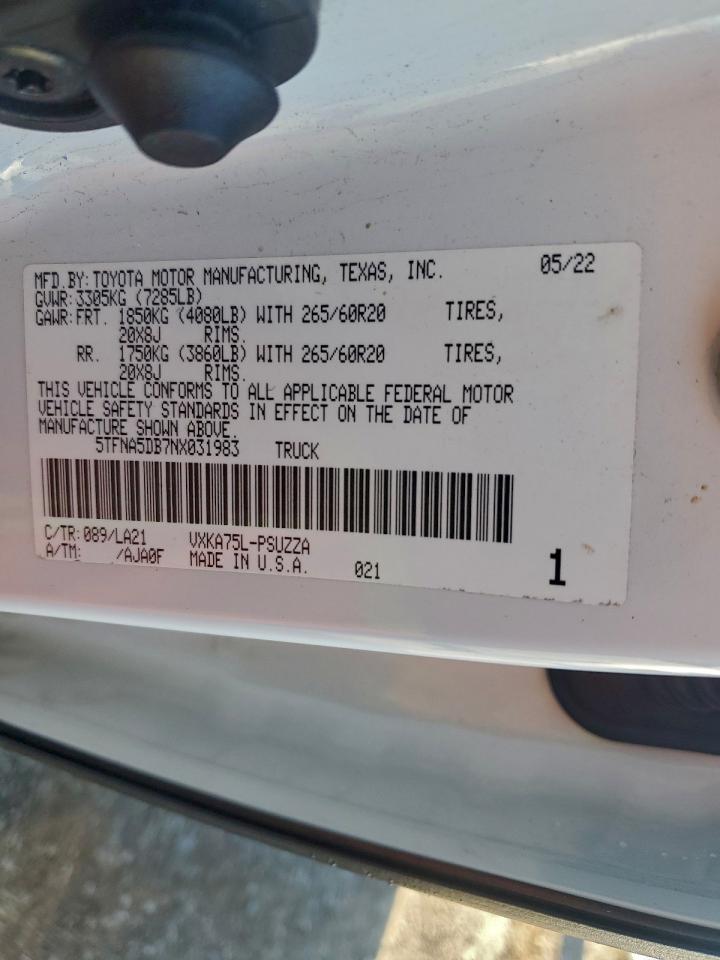 MFD.BY: TOYOTA MOTOR MANUFACTURING, TEXAS, INC. 05/22
GVWR: 3305KG (7285LB)
GAWR: FRT. 1850KG (4080LB) WITH 265/60R20 TIRES,
20X8J RIMS.
RR. 1750KG (3860LB) WITH 265/60R20 TIRES,
20X8J RIMS.
THIS VEHICLE CONFORMS TO ALL APPLICABLE FEDERAL MOTOR
VEHICLE SAFETY STANDARDS IN EFFECT ON THE DATE OF
MANUFACTURE SHOWN ABOVE.
5TFNA5DB7NX031983 TRUCK
C/TR: 089/LA21 VXKA75L-PSUZZA
A/TM: /AJA0F MADE IN U.S.A. 021 1